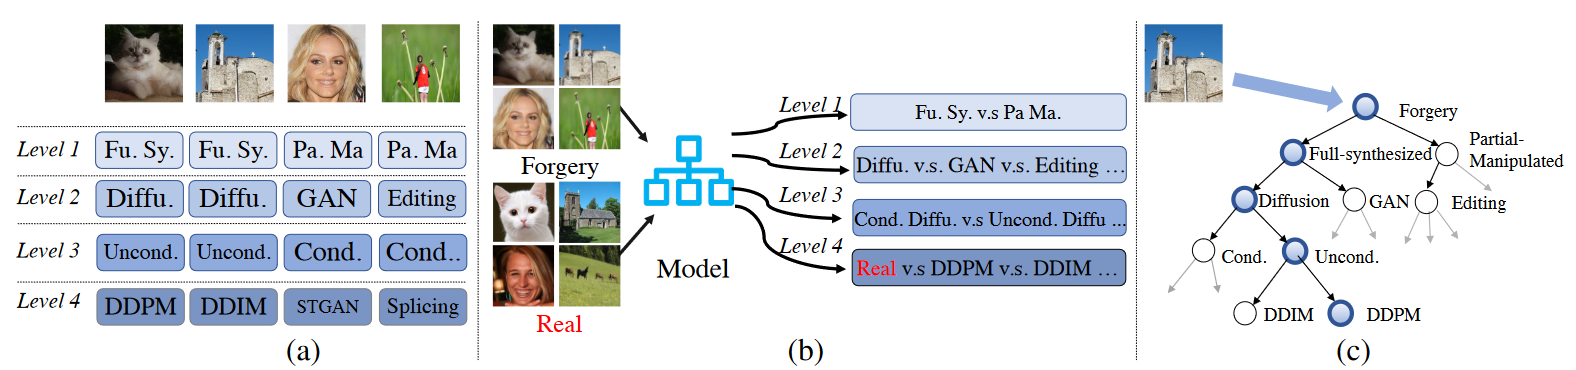 Level 1 Fu. Sy. Fu. Sy. Pa. Ma Pa. Ma
Level 2 Diffu. Diffu. GAN Editing
Level 3 Uncond. Uncond. Cond. Cond..
Level 4 DDPM DDIM STGAN Splicing
(a)
Forgery
Real
Model
Level 1 Fu. Sy. v.s Pa Ma.
Level 2 Diffu. v.s. GAN v.s. Editing ...
Level 3 Cond. Diffu. v.s Uncond. Diffu ...
Level 4 Real v.s DDPM v.s. DDIM ...
(b)
Forgery
Full-synthesized
Partial-
Manipulated
Diffusion
GAN
Editing
Cond.
Uncond.
DDIM
DDPM
(c)